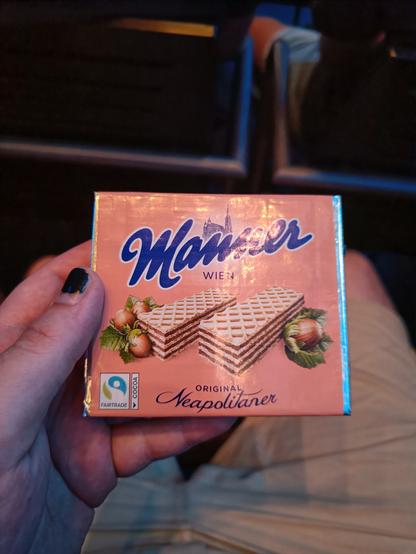 Manner
WIEN
ORIGINAL
Neapolitaner
FAIRTRADE
COCOA